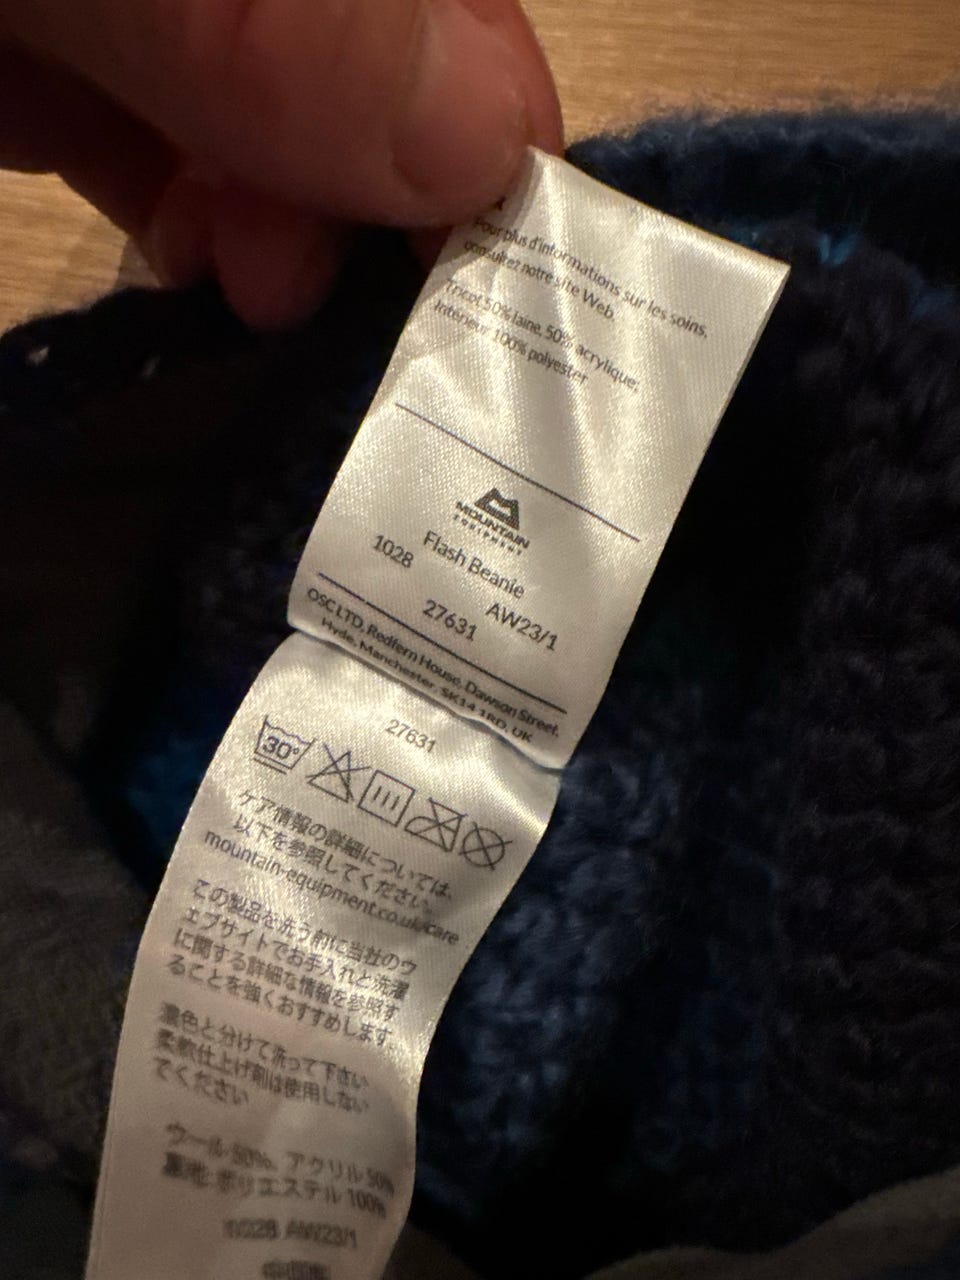 Pour plus d'informations sur les soins,
consultez notre site Web.
Tricot 50% laine, 50% acrylique;
Intérieur 100% polyester
MOUNTAIN
EQUIPMENT
Flash Beanie
1028 AW23/1
27631
OSC LTD, Redfern House, Dawson Street,
Hyde, Manchester, SK14 1RD, UK
27631
30°
ケア情報の詳細については、
以下を参照してください。
mountain-equipment.co.uk/care
この製品を洗う前に当社のウ
ェブサイトでお手入れと洗濯
に関する詳細な情報を参照す
ることを強くおすすめします。
濃色と分けて洗って下さい
柔軟仕上げ剤は使用しない
でください
ウール 50%、アクリル 50%
裏地: ポリエステル 100%
1028 AW23/1